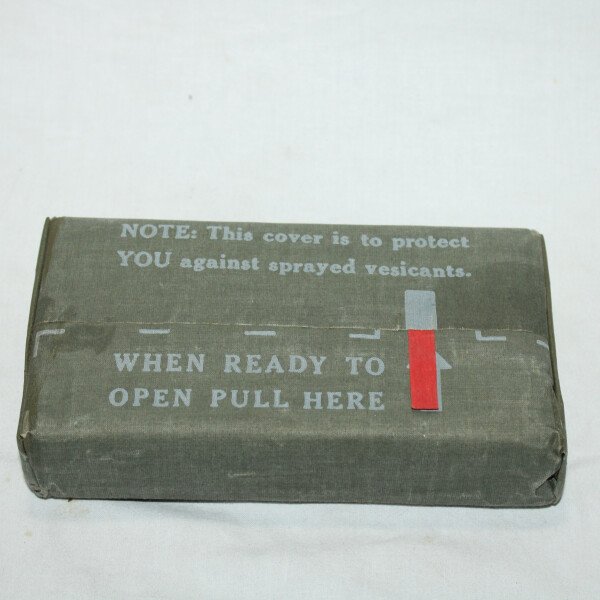 NOTE: This cover is to protect
YOU against sprayed vesicants.
WHEN READY TO
OPEN PULL HERE